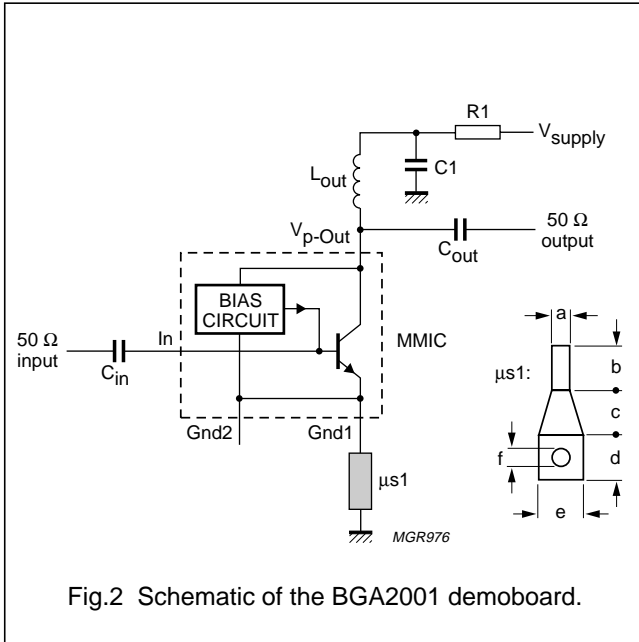 R1
V_supply
C1
L_out
V_p-Out
50 Ω
output
C_out
BIAS
CIRCUIT
MMIC
50 Ω
input
In
C_in
Gnd2
Gnd1
μs1
MGR976
μs1:
a
b
c
d
f
e
Fig.2 Schematic of the BGA2001 demoboard.